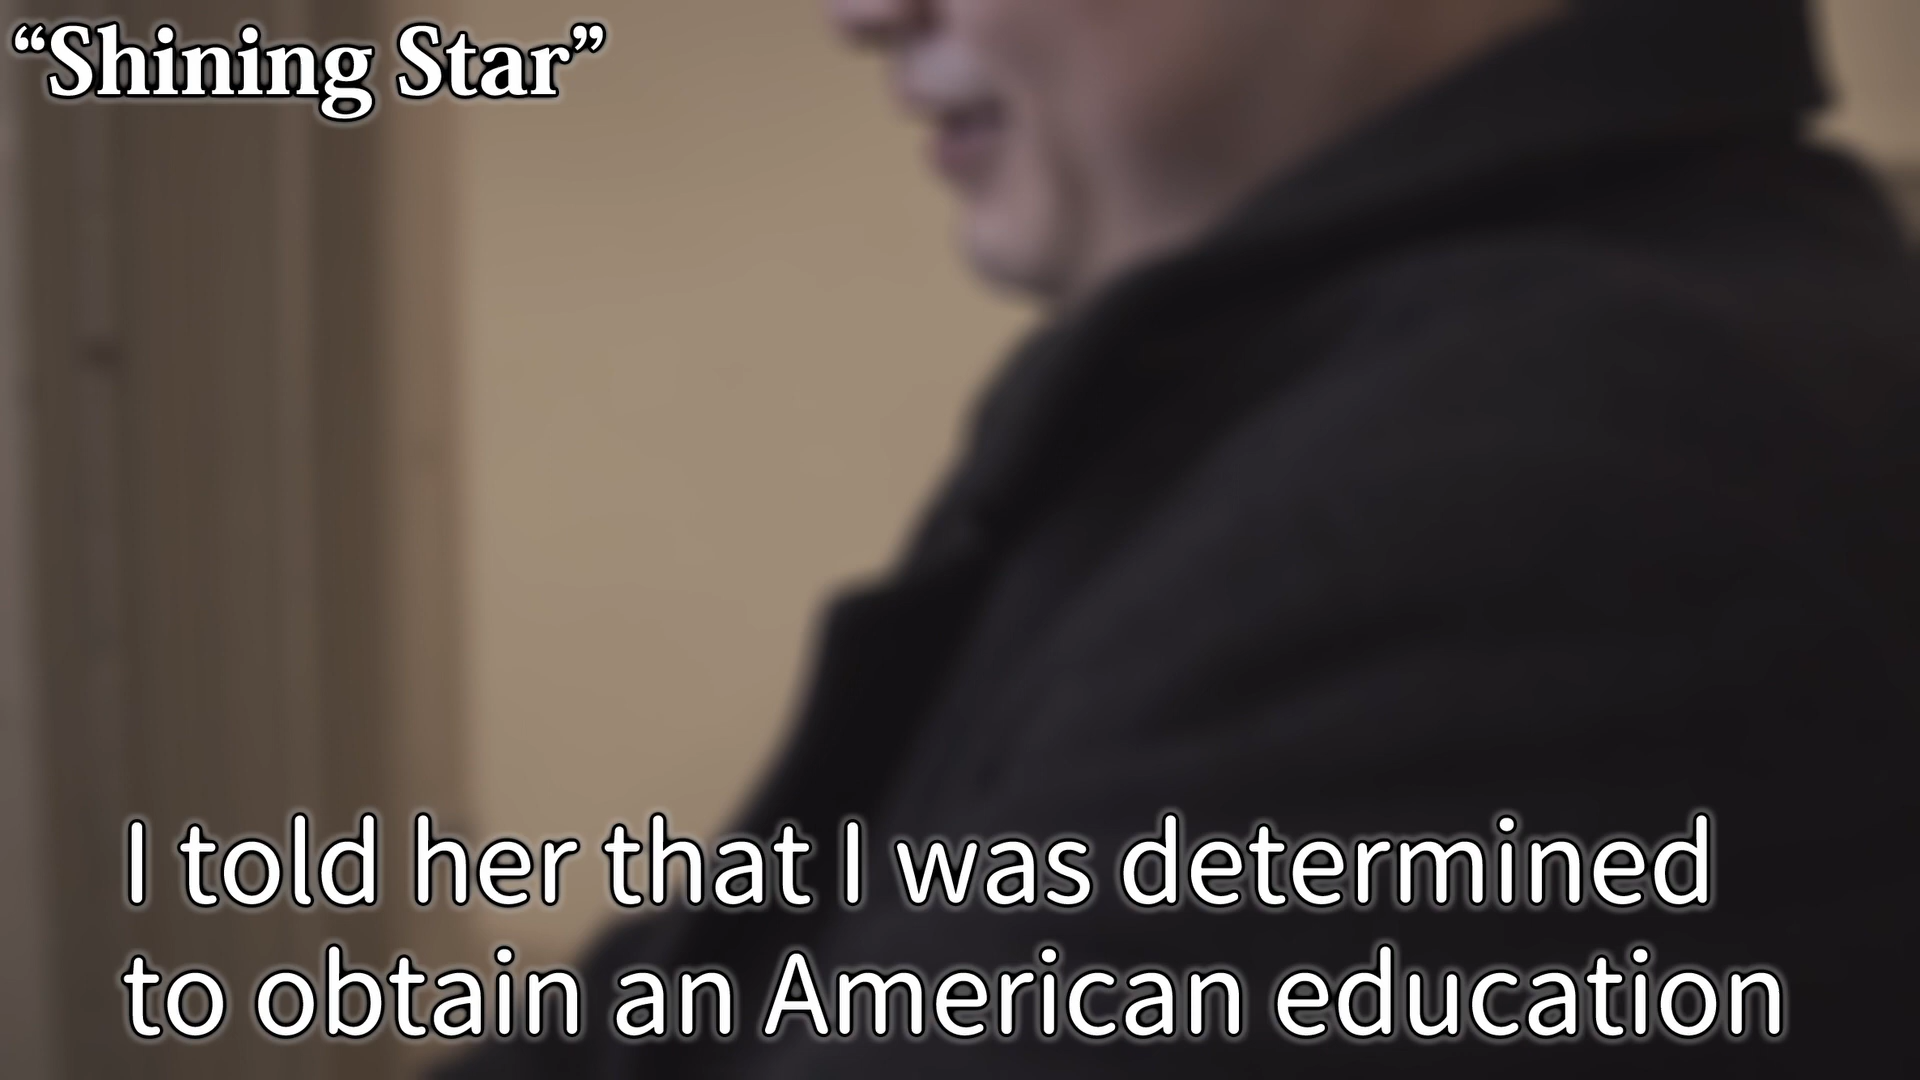 “Shining Star”
I told her that I was determined
to obtain an American education